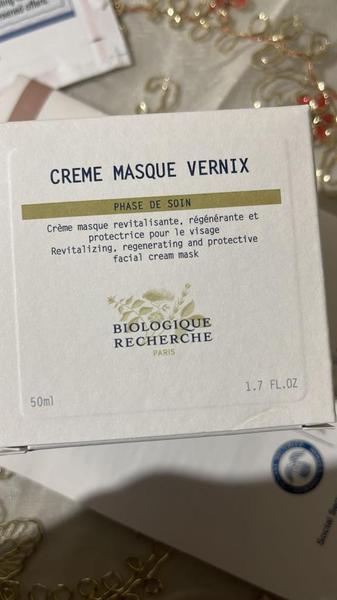 CREME MASQUE VERNIX
PHASE DE SOIN
Crème masque revitalisante, régénérante et
protectrice pour le visage
Revitalizing, regenerating and protective
facial cream mask
BIOLOGIQUE
RECHERCHE
PARIS
50ml
1.7 FL.OZ
Social